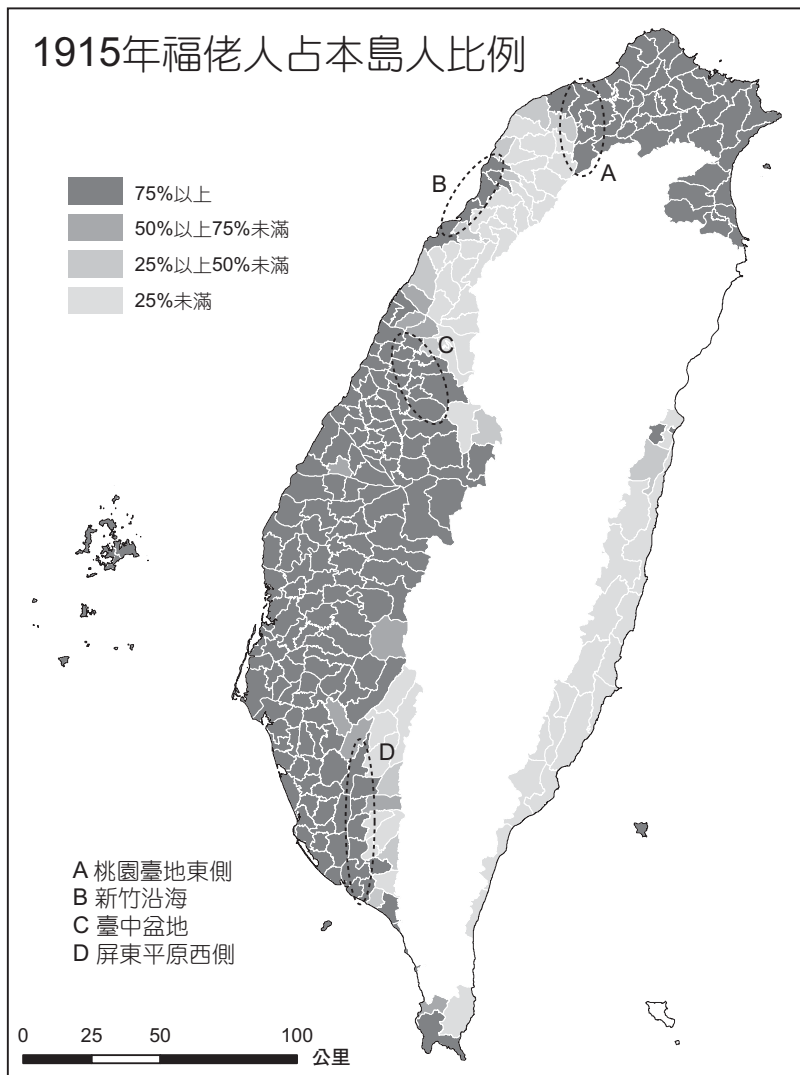 1915年福佬人占本島人比例
75%以上
50%以上75%未滿
25%以上50%未滿
25%未滿
A
B
C
D
A 桃園臺地東側
B 新竹沿海
C 臺中盆地
D 屏東平原西側
0 25 50 100 公里